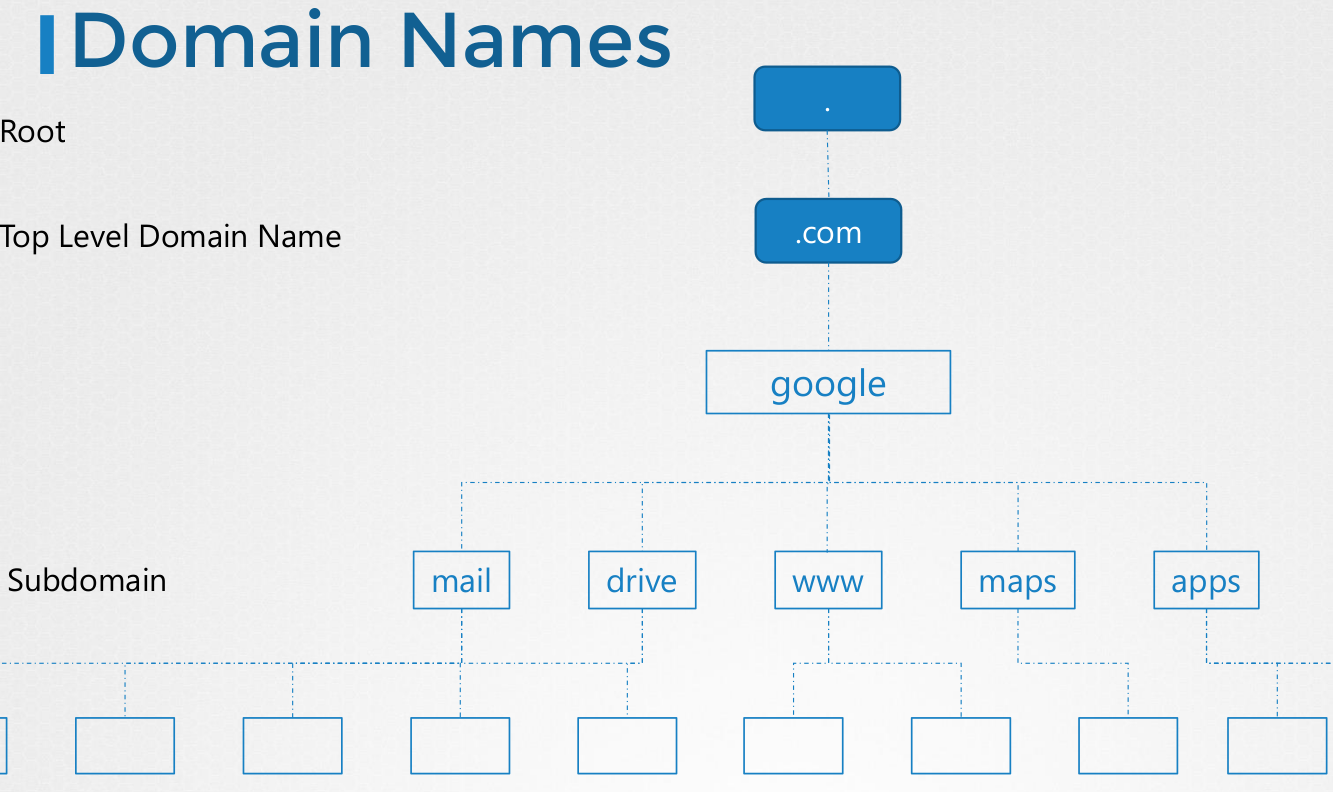 Domain Names
.
Root
.com
Top Level Domain Name
google
Subdomain
mail
drive
www
maps
apps